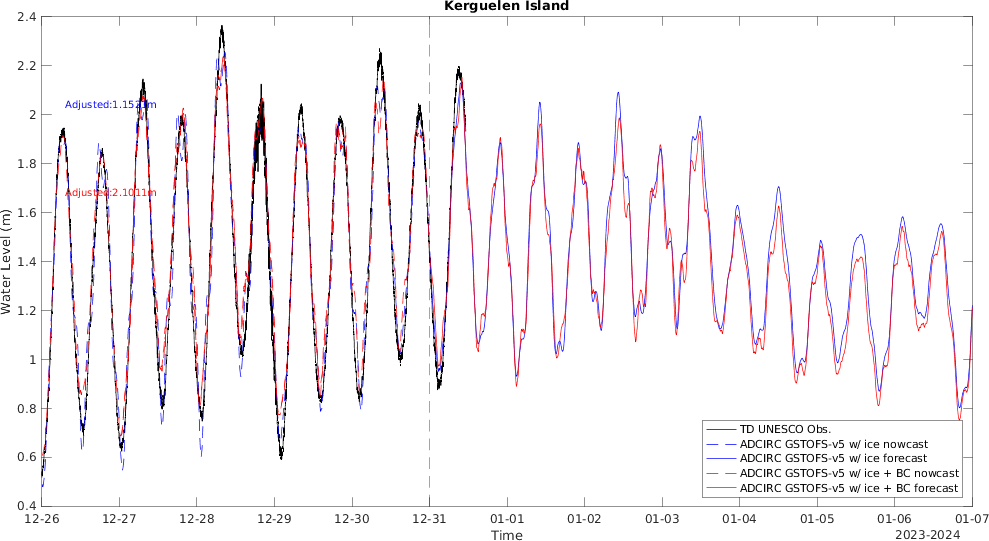 Kerguelen Island
2.4
2.2
2
1.8
1.6
1.4
1.2
1
0.8
0.6
0.4
Water Level (m)
Adjusted:1.1521m
Adjusted:2.1011m
TD UNESCO Obs.
ADCIRC GSTOFS-v5 w/ ice nowcast
ADCIRC GSTOFS-v5 w/ ice forecast
ADCIRC GSTOFS-v5 w/ ice + BC nowcast
ADCIRC GSTOFS-v5 w/ ice + BC forecast
12-26 12-27 12-28 12-29 12-30 12-31 01-01 01-02 01-03 01-04 01-05 01-06 01-07
Time
2023-2024